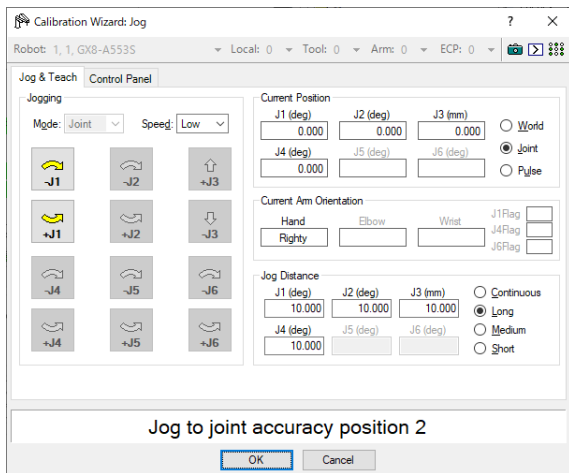 Calibration Wizard: Jog
Robot: 1, 1, GX8-A553S Local: 0 Tool: 0 Arm: 0 ECP: 0
Jog & Teach Control Panel
Jogging
Mode: Joint Speed: Low
-J1 -J2 +J3
+J1 +J2 -J3
-J4 -J5 -J6
+J4 +J5 +J6
Current Position
J1 (deg) J2 (deg) J3 (mm)
0.000 0.000 0.000
J4 (deg) J5 (deg) J6 (deg)
0.000
World
Joint
Pulse
Current Arm Orientation
Hand Elbow Wrist
Righty
J1Flag
J4Flag
J6Flag
Jog Distance
J1 (deg) J2 (deg) J3 (mm)
10.000 10.000 10.000
J4 (deg) J5 (deg) J6 (deg)
10.000
Continuous
Long
Medium
Short
Jog to joint accuracy position 2
OK Cancel